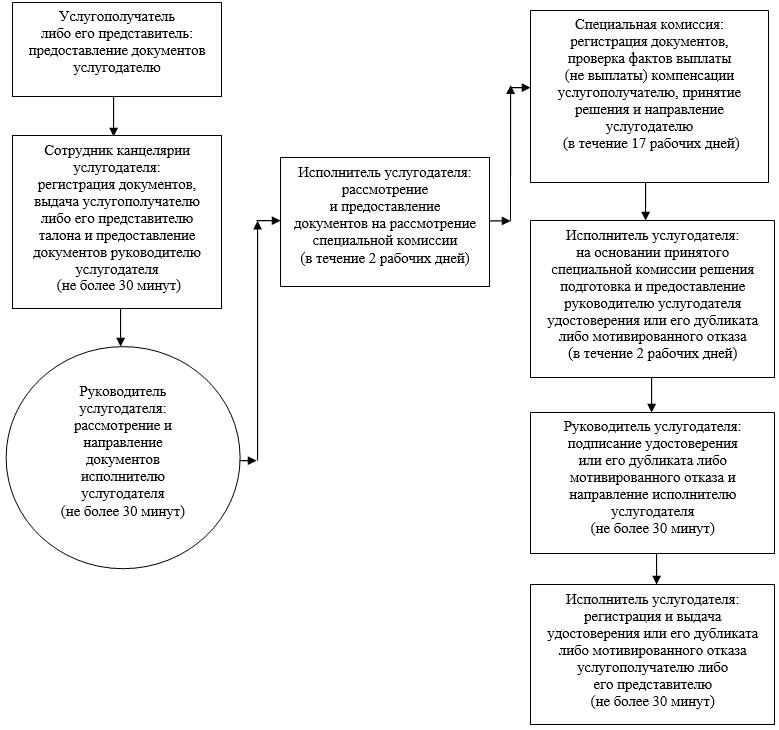 Услугополучатель
либо его представитель:
предоставление документов
услугодателю
Сотрудник канцелярии
услугодателя:
регистрация документов,
выдача услугополучателю
либо его представителю
талона и предоставление
документов руководителю
услугодателя
(не более 30 минут)
Руководитель
услугодателя:
рассмотрение и
направление
документов
исполнителю
услугодателя
(не более 30 минут)
Исполнитель услугодателя:
рассмотрение
и предоставление
документов на рассмотрение
специальной комиссии
(в течение 2 рабочих дней)
Специальная комиссия:
регистрация документов,
проверка фактов выплаты
(не выплаты) компенсации
услугополучателю, принятие
решения и направление
услугодателю
(в течение 17 рабочих дней)
Исполнитель услугодателя:
на основании принятого
специальной комиссии решения
подготовка и предоставление
руководителю услугодателя
удостоверения или его дубликата
либо мотивированного отказа
(в течение 2 рабочих дней)
Руководитель услугодателя:
подписание удостоверения
или его дубликата либо
мотивированного отказа и
направление исполнителю
услугодателя
(не более 30 минут)
Исполнитель услугодателя:
регистрация и выдача
удостоверения или его дубликата
либо мотивированного отказа
услугополучателю либо
его представителю
(не более 30 минут)